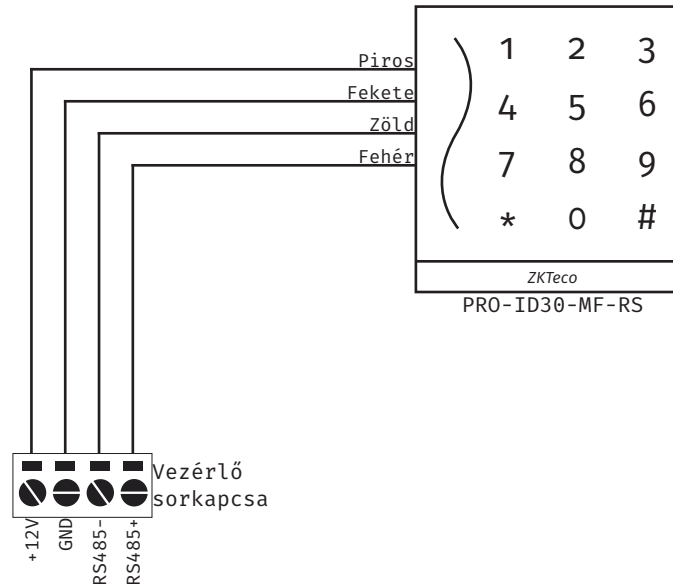 Piros
Fekete
Zöld
Fehér
1 2 3
4 5 6
7 8 9
* 0 #
ZKTeco
PRO-ID30-MF-RS
Vezérlő
sorkapcsa
+12V
GND
RS485-
RS485+